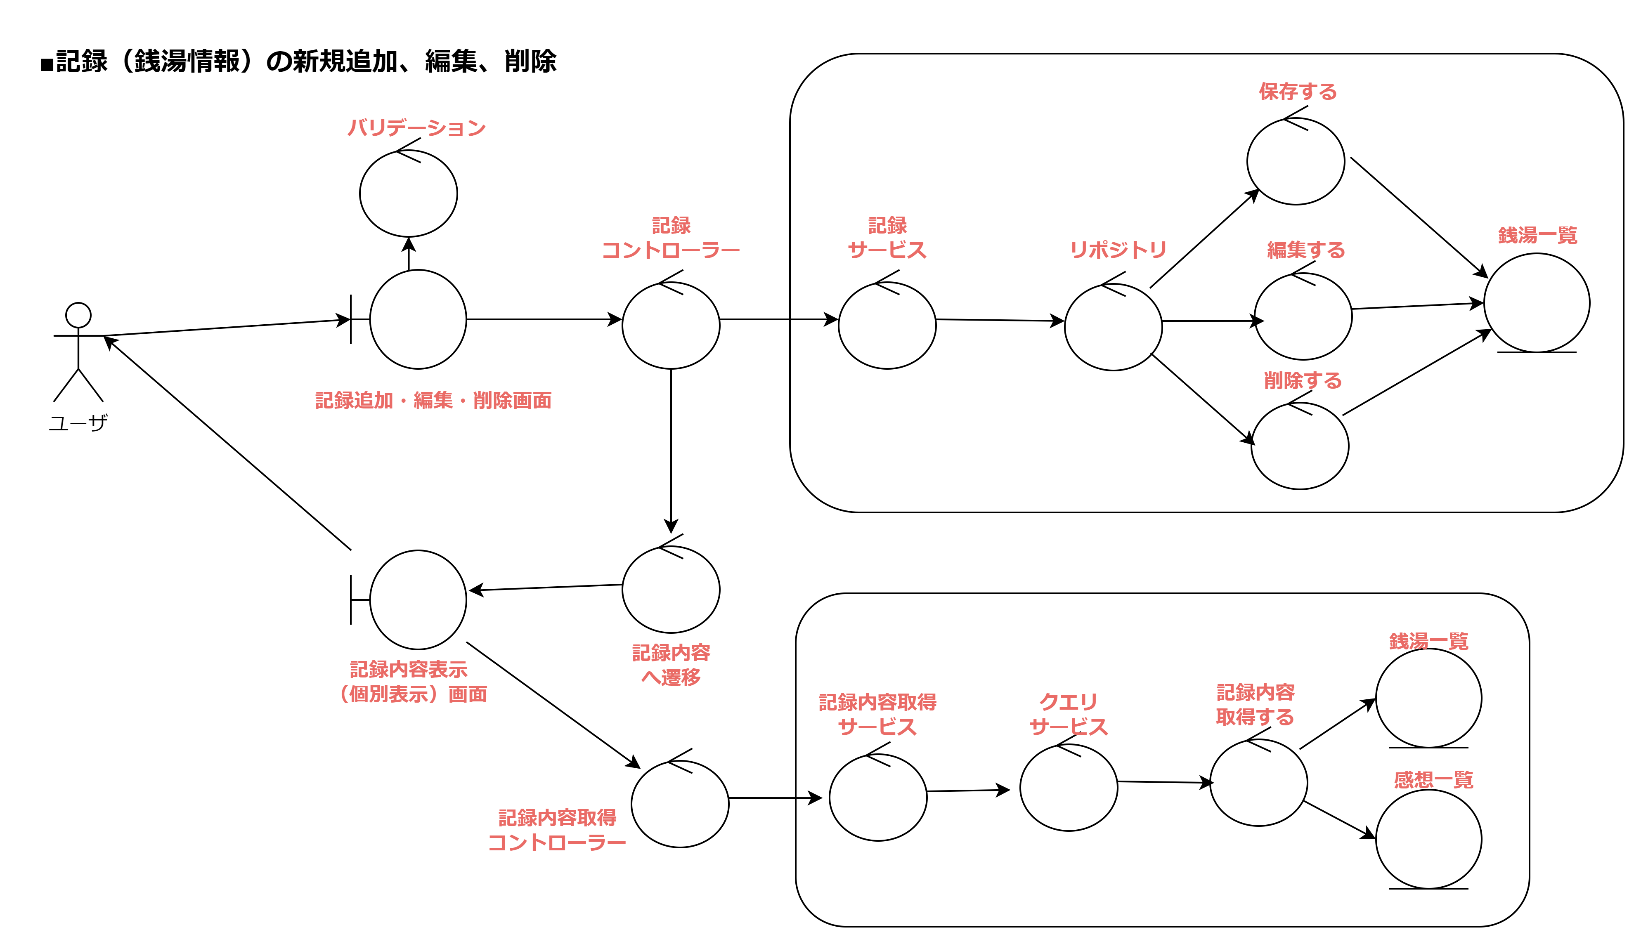 ■記録（銭湯情報）の新規追加、編集、削除
バリデーション
記録
コントローラー
記録
サービス
リポジトリ
保存する
編集する
削除する
銭湯一覧
ユーザ
記録追加・編集・削除画面
記録内容表示
（個別表示）画面
記録内容
へ遷移
記録内容取得
コントローラー
記録内容取得
サービス
クエリ
サービス
記録内容
取得する
銭湯一覧
感想一覧